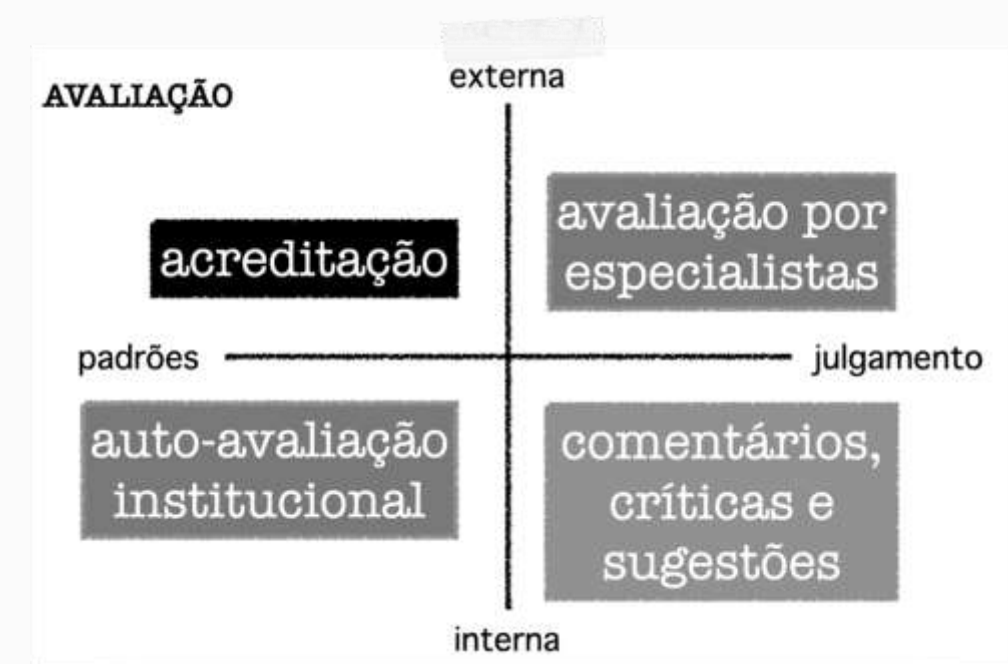 externa
AVALIAÇÃO
acreditação
avaliação por
especialistas
padrões
julgamento
auto-avaliação
institucional
comentários,
críticas e
sugestões
interna